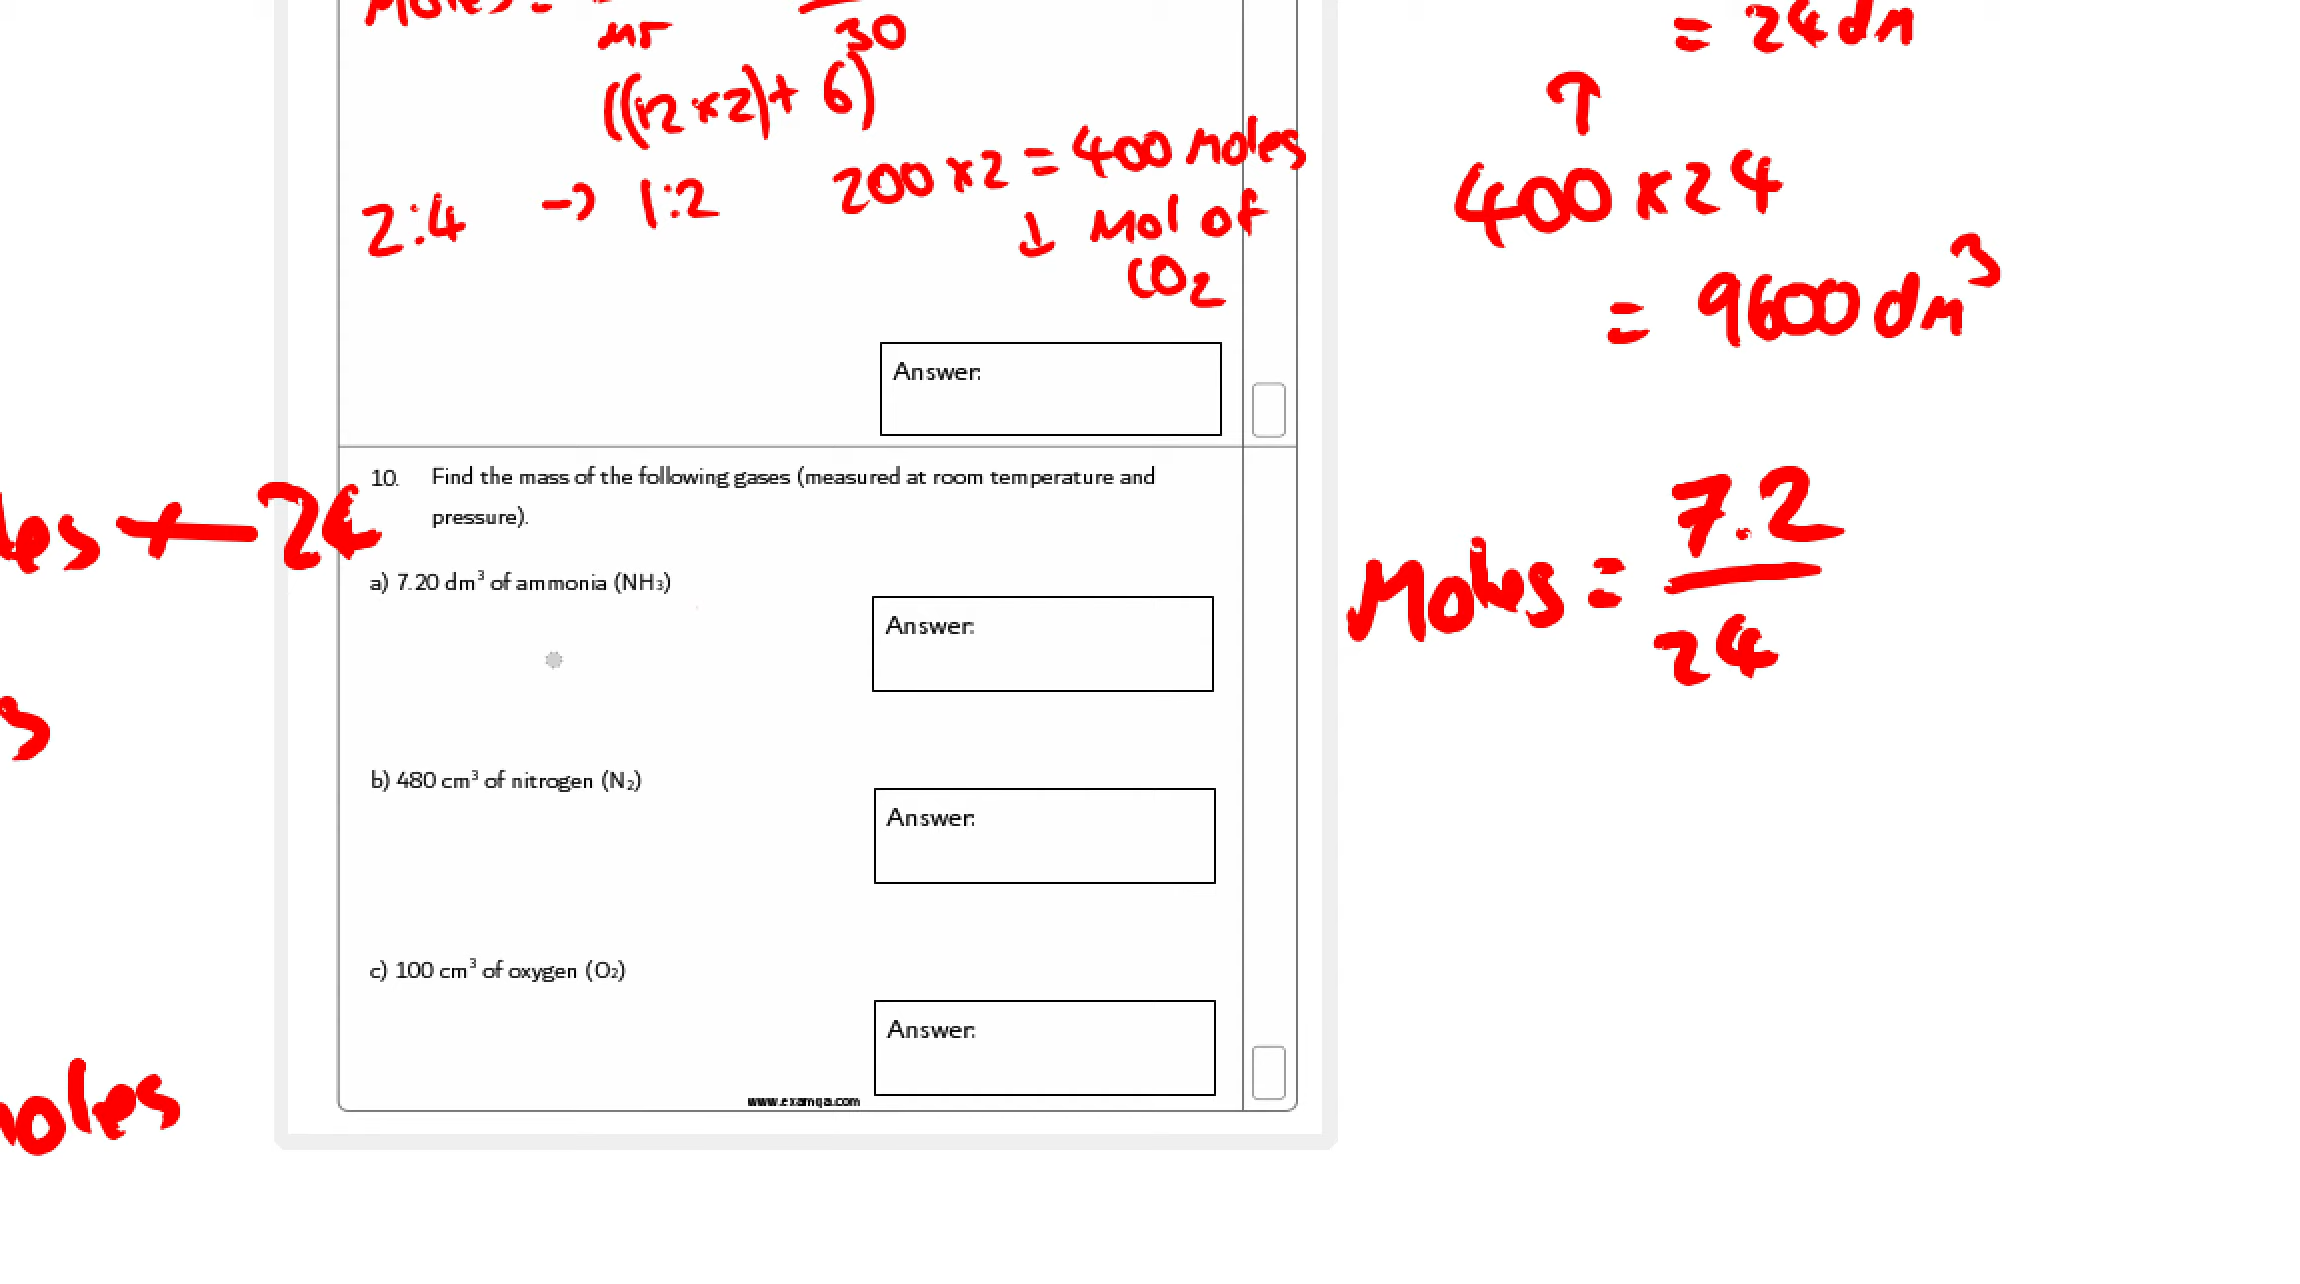 Moles =
Mr
30
((12 × 2) + 6)
2:4 → 1:2
200 × 2 = 400 moles
↓ Mol of
CO2
Answer:
10. Find the mass of the following gases (measured at room temperature and
pressure).
a) 7.20 dm³ of ammonia (NH₃)
Answer:
b) 480 cm³ of nitrogen (N₂)
Answer:
c) 100 cm³ of oxygen (O₂)
Answer:
www.examqa.com
= 24dm
↑
400 × 24
= 9600dm³
Moles = 7.2
24
× 24